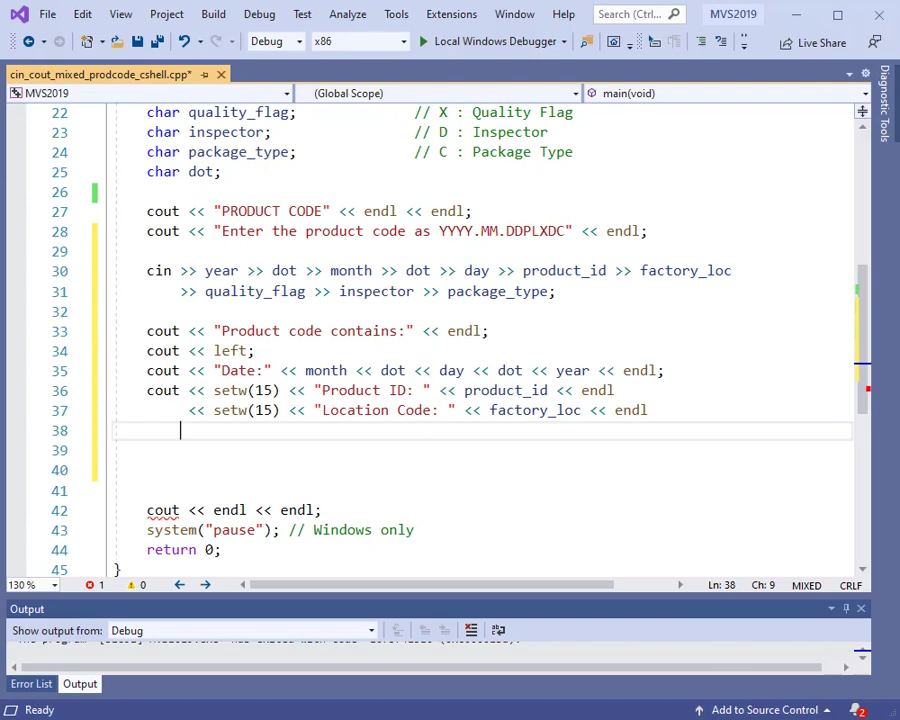 File Edit View Project Build Debug Test Analyze Tools Extensions Window Help Search (Ctrl... MVS2019
Debug x86 Local Windows Debugger Live Share
cin_cout_mixed_prodcode_cshell.cpp*
MVS2019 (Global Scope) main(void)
Diagnostic Tools
22 char quality_flag; // X : Quality Flag
23 char inspector; // D : Inspector
24 char package_type; // C : Package Type
25 char dot;
26
27 cout << "PRODUCT CODE" << endl << endl;
28 cout << "Enter the product code as YYYY.MM.DDPLXDC" << endl;
29
30 cin >> year >> dot >> month >> dot >> day >> product_id >> factory_loc
31 >> quality_flag >> inspector >> package_type;
32
33 cout << "Product code contains:" << endl;
34 cout << left;
35 cout << "Date:" << month << dot << day << dot << year << endl;
36 cout << setw(15) << "Product ID: " << product_id << endl
37 << setw(15) << "Location Code: " << factory_loc << endl
38
39
40
41
42 cout << endl << endl;
43 system("pause"); // Windows only
44 return 0;
45 }
130 % 1 0 Ln: 38 Ch: 9 MIXED CRLF
Output
Show output from: Debug
Error List Output
Ready Add to Source Control 2